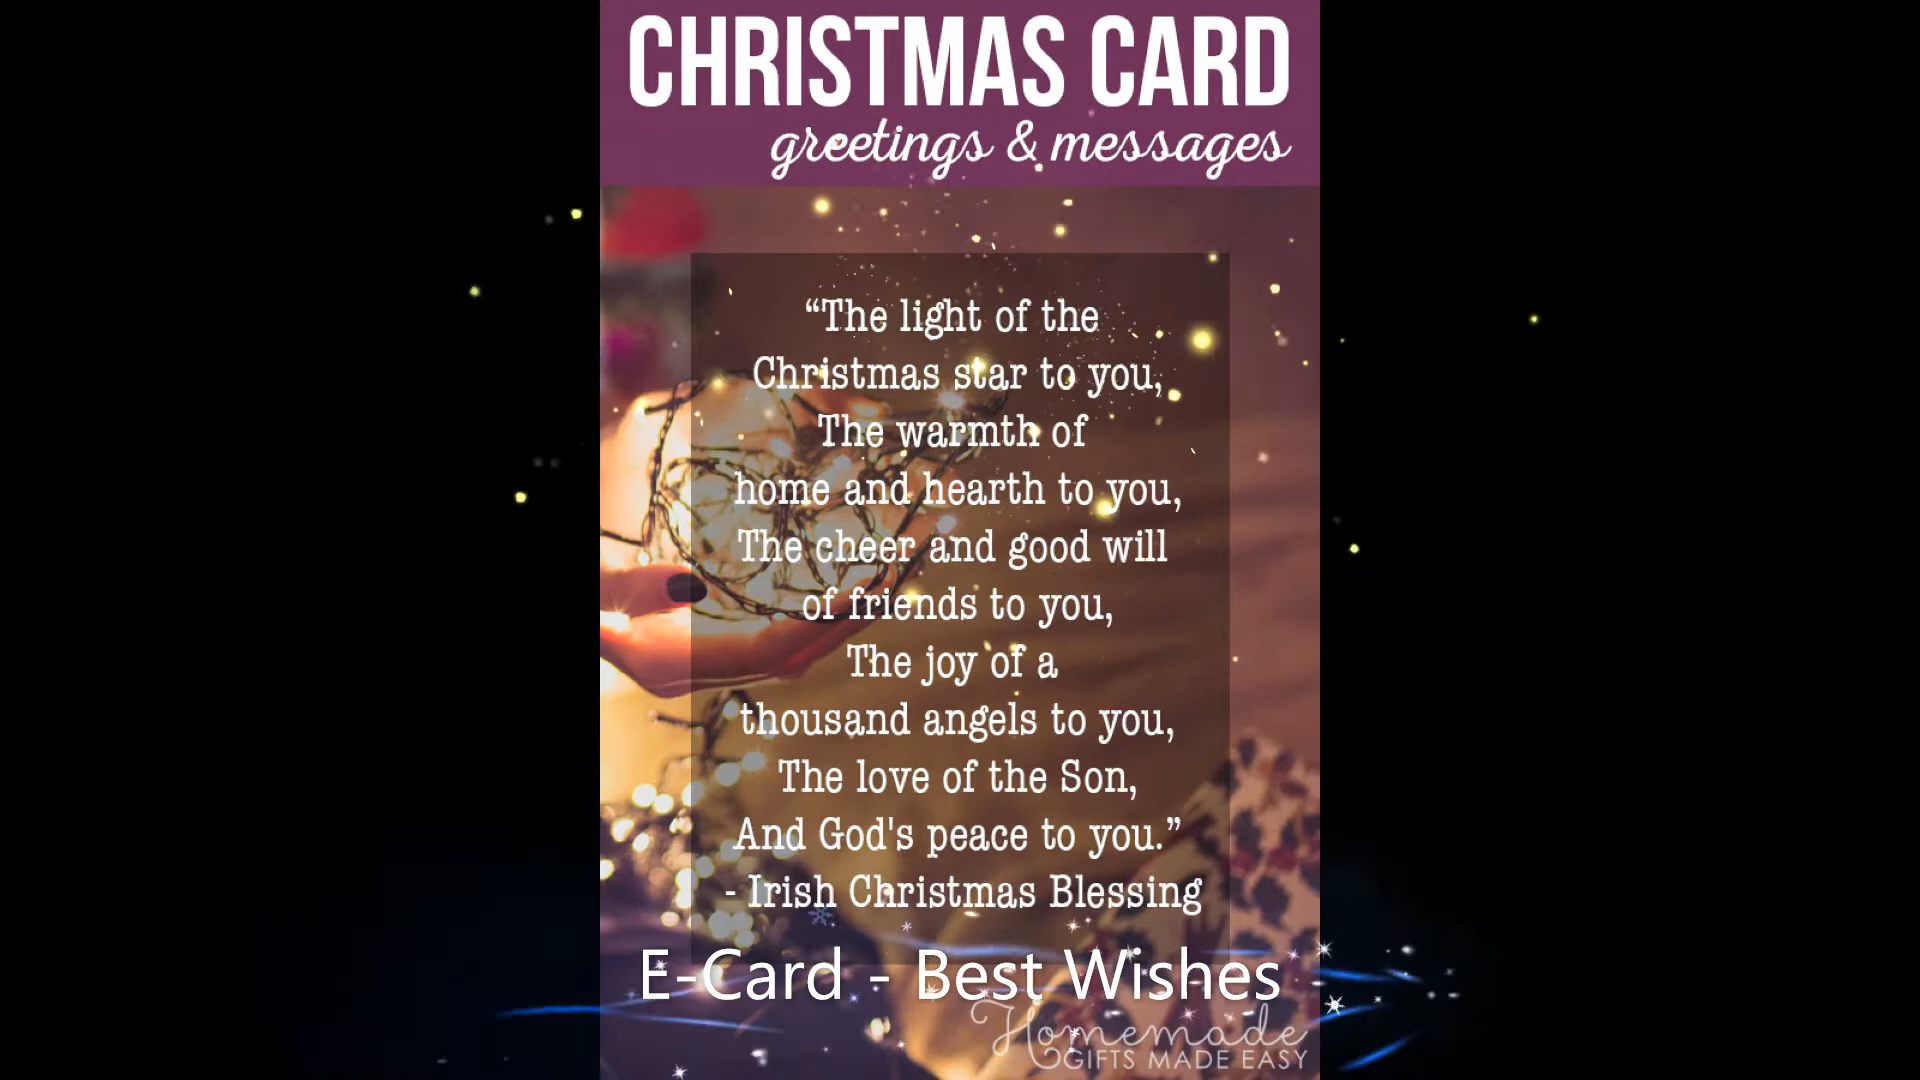 CHRISTMAS CARD
greetings & messages
“The light of the
Christmas star to you,
The warmth of
home and hearth to you,
The cheer and good will
of friends to you,
The joy of a
thousand angels to you,
The love of the Son,
And God's peace to you.”
- Irish Christmas Blessing
E-Card - Best Wishes
Homemade
GIFTS MADE EASY